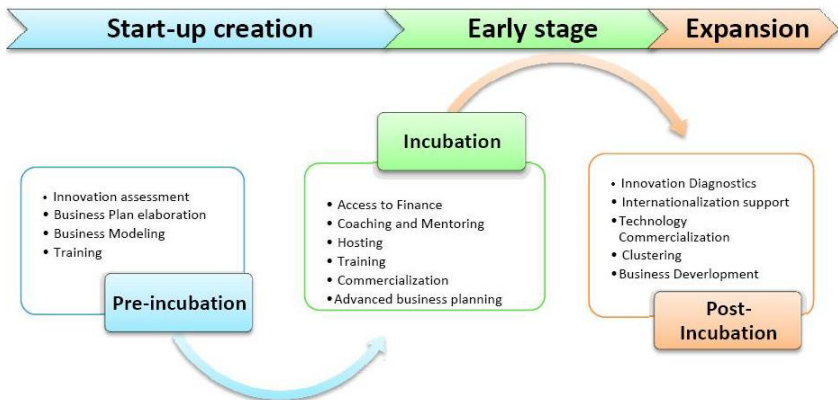 Start-up creation
Early stage
Expansion
• Innovation assessment
• Business Plan elaboration
• Business Modeling
• Training
Pre-incubation
Incubation
• Access to Finance
• Coaching and Mentoring
• Hosting
• Training
• Commercialization
•Advanced business planning
• Innovation Diagnostics
• Internationalization support
•Technology
Commercialization
• Clustering
•Business Deverlopment
Post-
Incubation